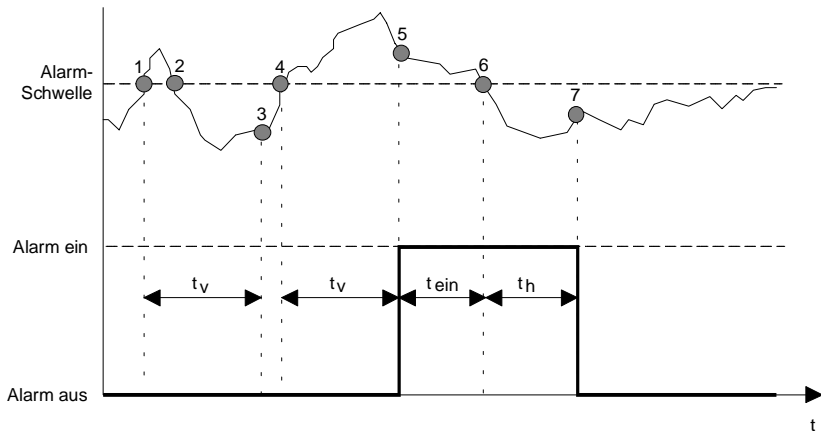 Alarm-
Schwelle
1
2
3
4
5
6
7
Alarm ein
t v
t v
t ein
t h
Alarm aus
t